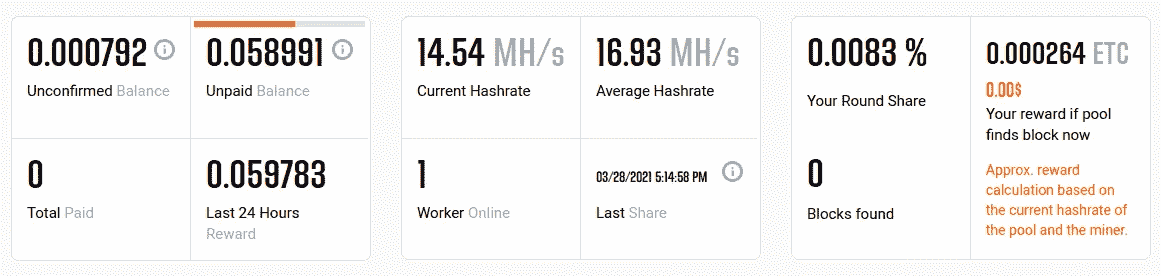 0.000792
Unconfirmed Balance
0.058991
Unpaid Balance
0
Total Paid
0.059783
Last 24 Hours
Reward
14.54 MH/s
Current Hashrate
16.93 MH/s
Average Hashrate
1
Worker Online
03/28/2021 5:14:58 PM
Last Share
0.0083 %
Your Round Share
0
Blocks found
0.000264 ETC
0.00$
Your reward if pool
finds block now
Approx. reward
calculation based on
the current hashrate of
the pool and the miner.